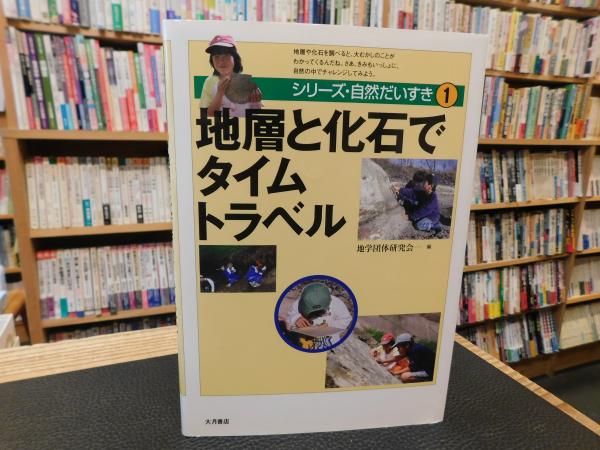 地層や化石を調べると、大むかしのことが
わかってくるんだね。さあ、きみもいっしょに、
自然の中でチャレンジしてみよう。
シリーズ・自然だいすき 1
地層と化石で
タイム
トラベル
地学団体研究会 編
大月書店